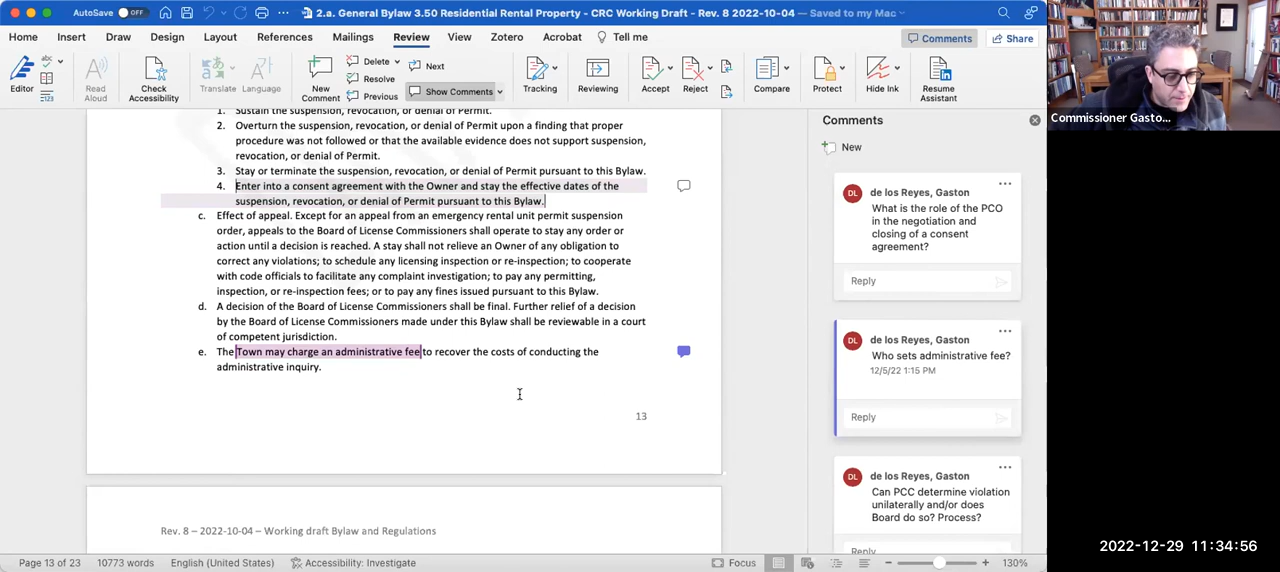 AutoSave OFF
2.a. General Bylaw 3.50 Residential Rental Property - CRC Working Draft - Rev. 8 2022-10-04 — Saved to my Mac
Home Insert Draw Design Layout References Mailings Review View Zotero Acrobat Tell me
Comments Share
Editor
Read Aloud
Check Accessibility
Translate Language
New Comment
Delete
Resolve
Previous
Next
Show Comments
Tracking
Reviewing
Accept
Reject
Compare
Protect
Hide Ink
Resume Assistant
1. Sustain the suspension, revocation, or denial of Permit.
2. Overturn the suspension, revocation, or denial of Permit upon a finding that proper
procedure was not followed or that the available evidence does not support suspension,
revocation, or denial of Permit.
3. Stay or terminate the suspension, revocation, or denial of Permit pursuant to this Bylaw.
4. Enter into a consent agreement with the Owner and stay the effective dates of the
suspension, revocation, or denial of Permit pursuant to this Bylaw.
c. Effect of appeal. Except for an appeal from an emergency rental unit permit suspension
order, appeals to the Board of License Commissioners shall operate to stay any order or
action until a decision is reached. A stay shall not relieve an Owner of any obligation to
correct any violations; to schedule any licensing inspection or re-inspection; to cooperate
with code officials to facilitate any complaint investigation; to pay any permitting,
inspection, or re-inspection fees; or to pay any fines issued pursuant to this Bylaw.
d. A decision of the Board of License Commissioners shall be final. Further relief of a decision
by the Board of License Commissioners made under this Bylaw shall be reviewable in a court
of competent jurisdiction.
e. The Town may charge an administrative fee to recover the costs of conducting the
administrative inquiry.
13
Rev. 8 – 2022-10-04 – Working draft Bylaw and Regulations
Comments
New
DL
de los Reyes, Gaston
What is the role of the PCO
in the negotiation and
closing of a consent
agreement?
Reply
DL
de los Reyes, Gaston
Who sets administrative fee?
12/5/22 1:15 PM
Reply
DL
de los Reyes, Gaston
Can PCC determine violation
unilaterally and/or does
Board do so? Process?
Reply
Commissioner Gasto...
2022-12-29 11:34:56
Page 13 of 23 10773 words English (United States) Accessibility: Investigate Focus 130%